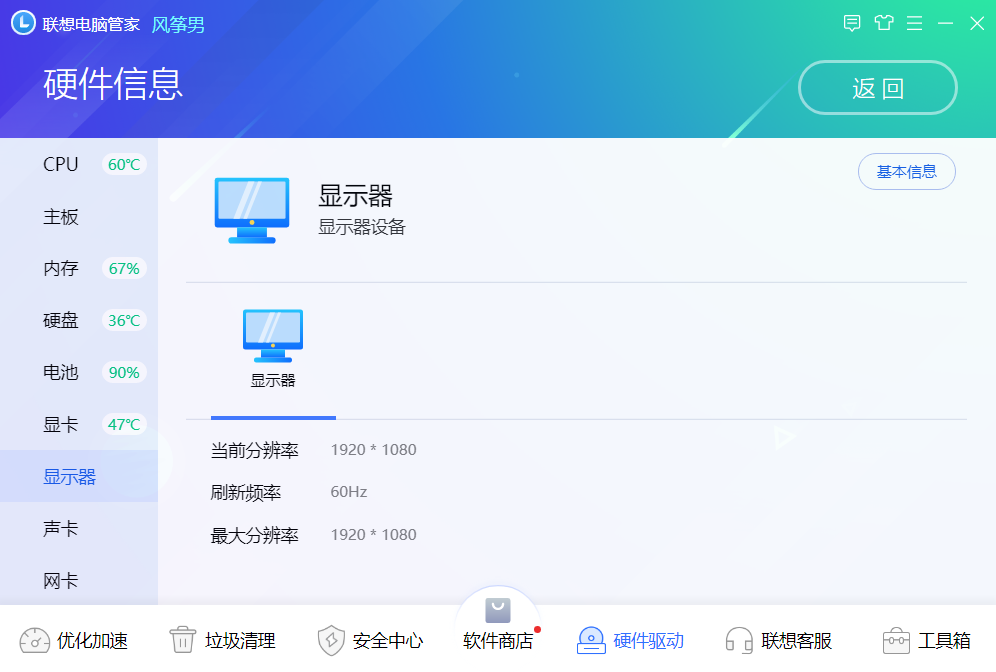 联想电脑管家 风筝男
硬件信息
返回
CPU 60℃
主板
内存 67%
硬盘 36℃
电池 90%
显卡 47℃
显示器
声卡
网卡
显示器
显示器设备
基本信息
显示器
当前分辨率 1920 * 1080
刷新频率 60Hz
最大分辨率 1920 * 1080
优化加速 垃圾清理 安全中心 软件商店 硬件驱动 联想客服 工具箱